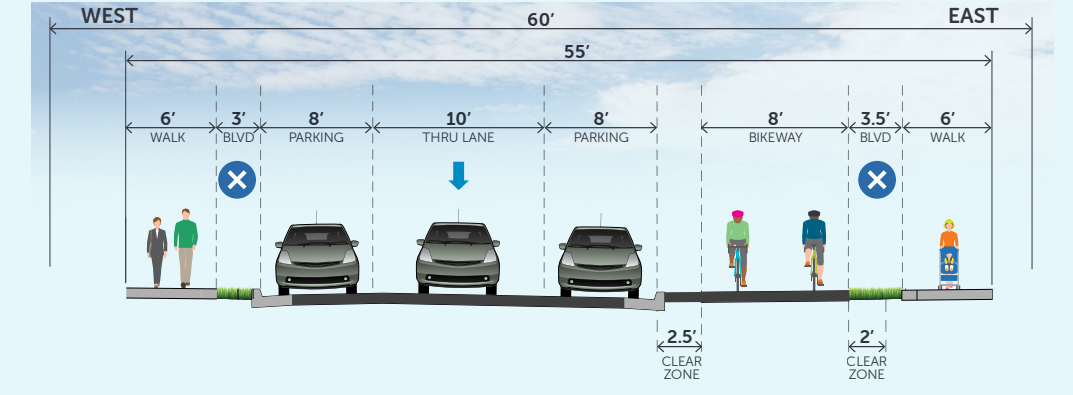 WEST
EAST
60′
55′
6′
3′
8′
10′
8′
8′
3.5′
6′
WALK
BLVD
PARKING
THRU LANE
PARKING
BIKEWAY
BLVD
WALK
2.5′
2′
CLEAR
ZONE
CLEAR
ZONE